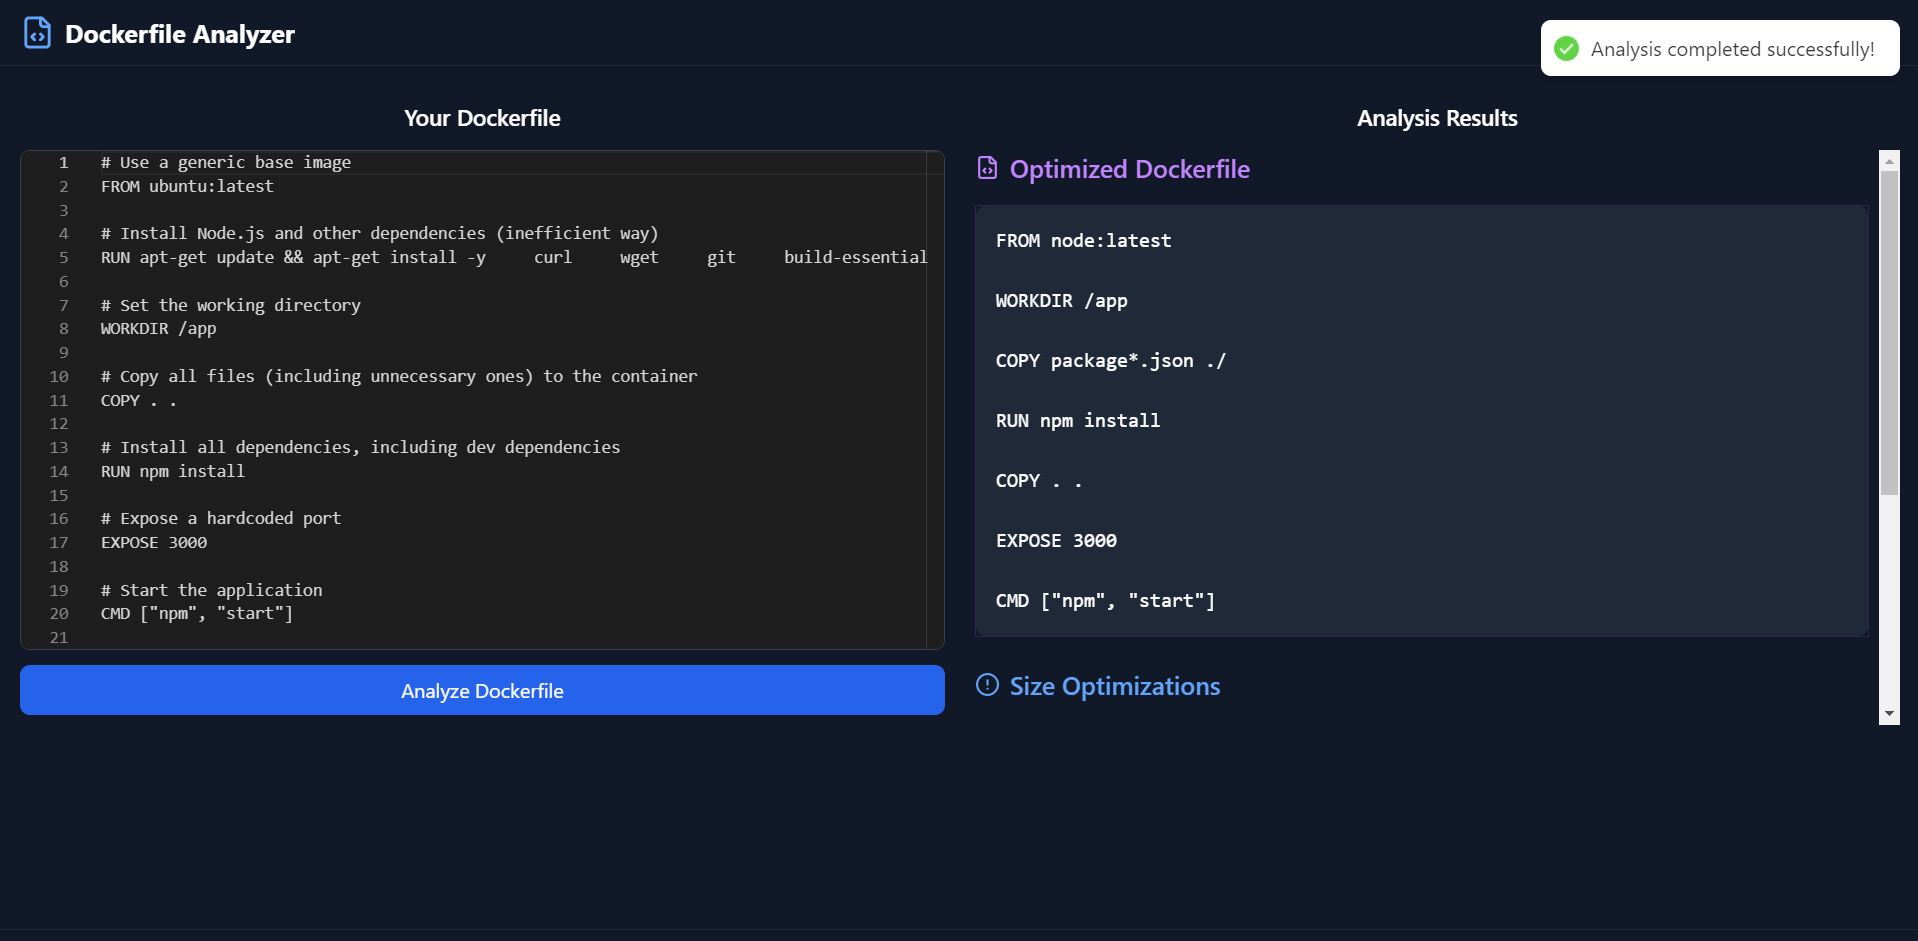 Dockerfile Analyzer
Analysis completed successfully!
Your Dockerfile
1 # Use a generic base image
2 FROM ubuntu:latest
3
4 # Install Node.js and other dependencies (inefficient way)
5 RUN apt-get update && apt-get install -y     curl     wget     git     build-essential
6
7 # Set the working directory
8 WORKDIR /app
9
10 # Copy all files (including unnecessary ones) to the container
11 COPY . .
12
13 # Install all dependencies, including dev dependencies
14 RUN npm install
15
16 # Expose a hardcoded port
17 EXPOSE 3000
18
19 # Start the application
20 CMD ["npm", "start"]
21
Analyze Dockerfile
Analysis Results
Optimized Dockerfile
FROM node:latest
WORKDIR /app
COPY package*.json ./
RUN npm install
COPY . .
EXPOSE 3000
CMD ["npm", "start"]
Size Optimizations